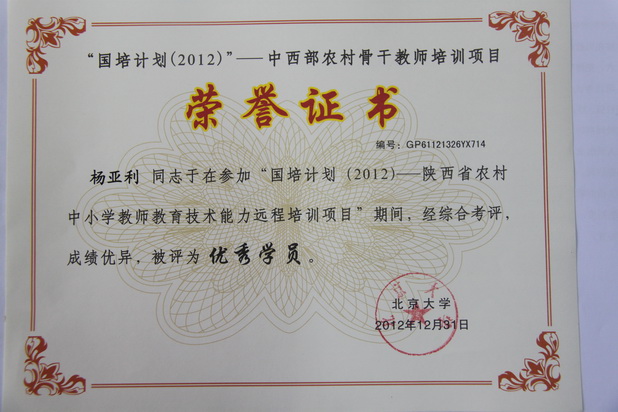 “国培计划(2012)”——中西部农村骨干教师培训项目
荣誉证书
编号：GP61121326YX714
杨亚利 同志于在参加“国培计划（2012)——陕西省农村
中小学教师教育技术能力远程培训项目”期间，经综合考评，
成绩优异，被评为 优秀学员。
北京大学
2012年12月31日